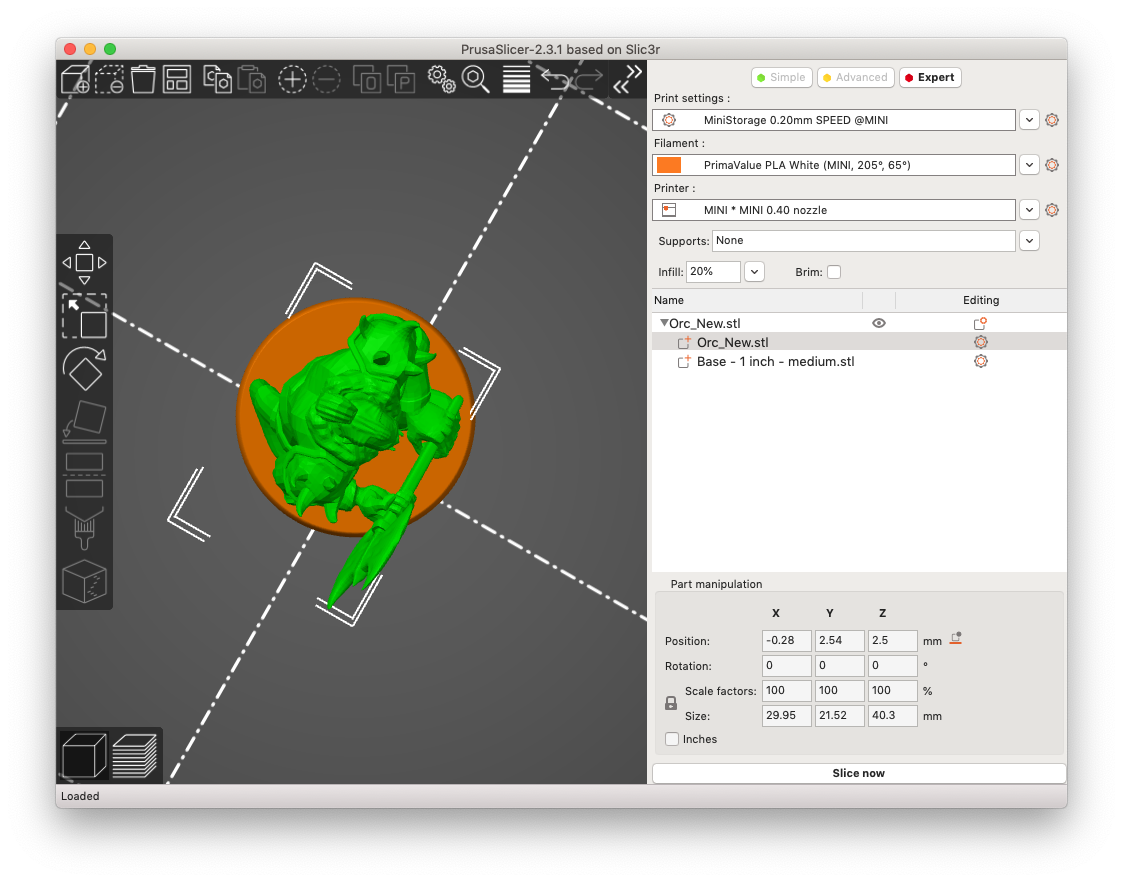 PrusaSlicer-2.3.1 based on Slic3r
O P
Simple Advanced Expert
Print settings :
MiniStorage 0.20mm SPEED @MINI
Filament :
PrimaValue PLA White (MINI, 205°, 65°)
Printer :
MINI * MINI 0.40 nozzle
Supports: None
Infill: 20% Brim:
Name Editing
Orc_New.stl
Orc_New.stl
Base - 1 inch - medium.stl
Part manipulation
X Y Z
Position: -0.28 2.54 2.5 mm
Rotation: 0 0 0 °
Scale factors: 100 100 100 %
Size: 29.95 21.52 40.3 mm
Inches
Slice now
Loaded